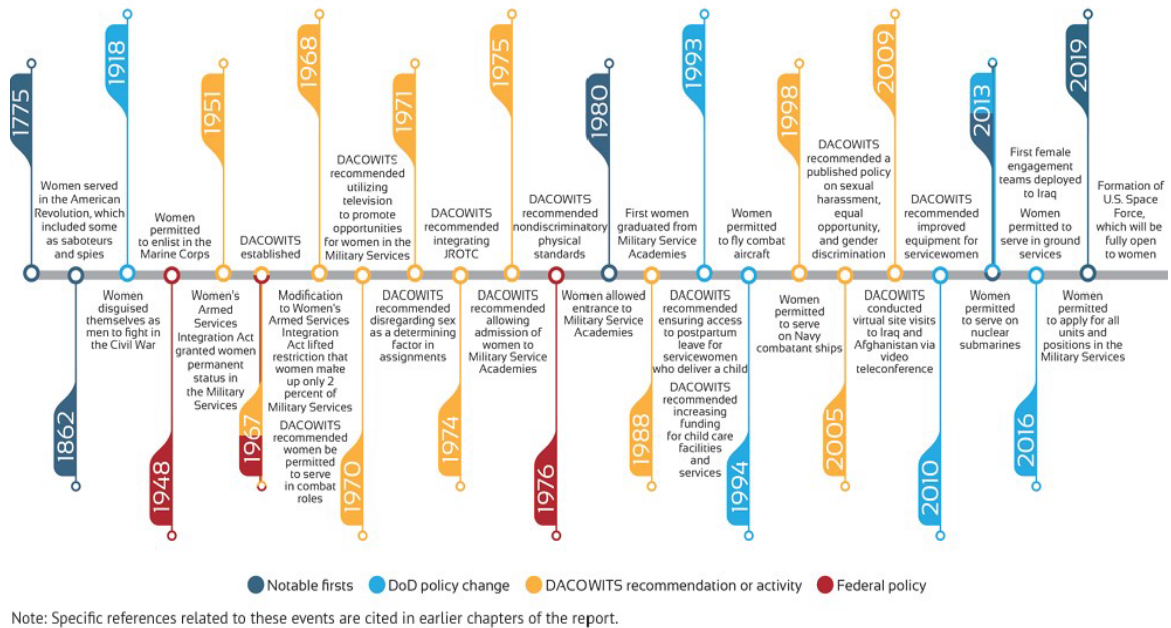 1775
Women served
in the American
Revolution, which
included some
as saboteurs
and spies
1862
Women
disguised
themselves as
men to fight in
the Civil War
1918
Women
permitted
to enlist in the
Marine Corps
1948
Women's
Armed
Services
Integration Act
granted women
permanent
status in
the Military
Services
1951
DACOWITS
established
1967
Modification
to Women's
Armed Services
Integration
Act lifted
restriction that
women make
up only 2
percent of
Military Services
DACOWITS
recommended
women be
permitted
to serve
in combat
roles
1968
DACOWITS
recommended
utilizing
television
to promote
opportunities
for women in the
Military Services
1970
DACOWITS
recommended
disregarding sex
as a determining
factor in
assignments
1971
DACOWITS
recommended
integrating
JROTC
1974
DACOWITS
recommended
allowing
admission of
women to
Military Service
Academies
1975
DACOWITS
recommended
nondiscriminatory
physical
standards
1976
Women allowed
entrance to
Military Service
Academies
1980
First women
graduated from
Military Service
Academies
1988
DACOWITS
recommended
ensuring access
to postpartum
leave for
servicewomen
who deliver a child
DACOWITS
recommended
increasing
funding
for child care
facilities
and
services
1993
Women
permitted
to fly combat
aircraft
1994
Women
permitted
to serve
on Navy
combatant ships
1998
DACOWITS
recommended a
published policy
on sexual
harassment,
equal
opportunity,
and gender
discrimination
2005
DACOWITS
conducted
virtual site visits
to Iraq and
Afghanistan via
video
teleconference
2009
DACOWITS
recommended
improved
equipment for
servicewomen
2010
Women
permitted
to serve on
nuclear
submarines
2013
First female
engagement
teams deployed
to Iraq
Women
permitted to
serve in ground
services
2016
Women
permitted
to apply for all
units and
positions in the
Military Services
2019
Formation of
U.S. Space
Force,
which will be
fully open
to women
Notable firsts
DoD policy change
DACOWITS recommendation or activity
Federal policy
Note: Specific references related to these events are cited in earlier chapters of the report.